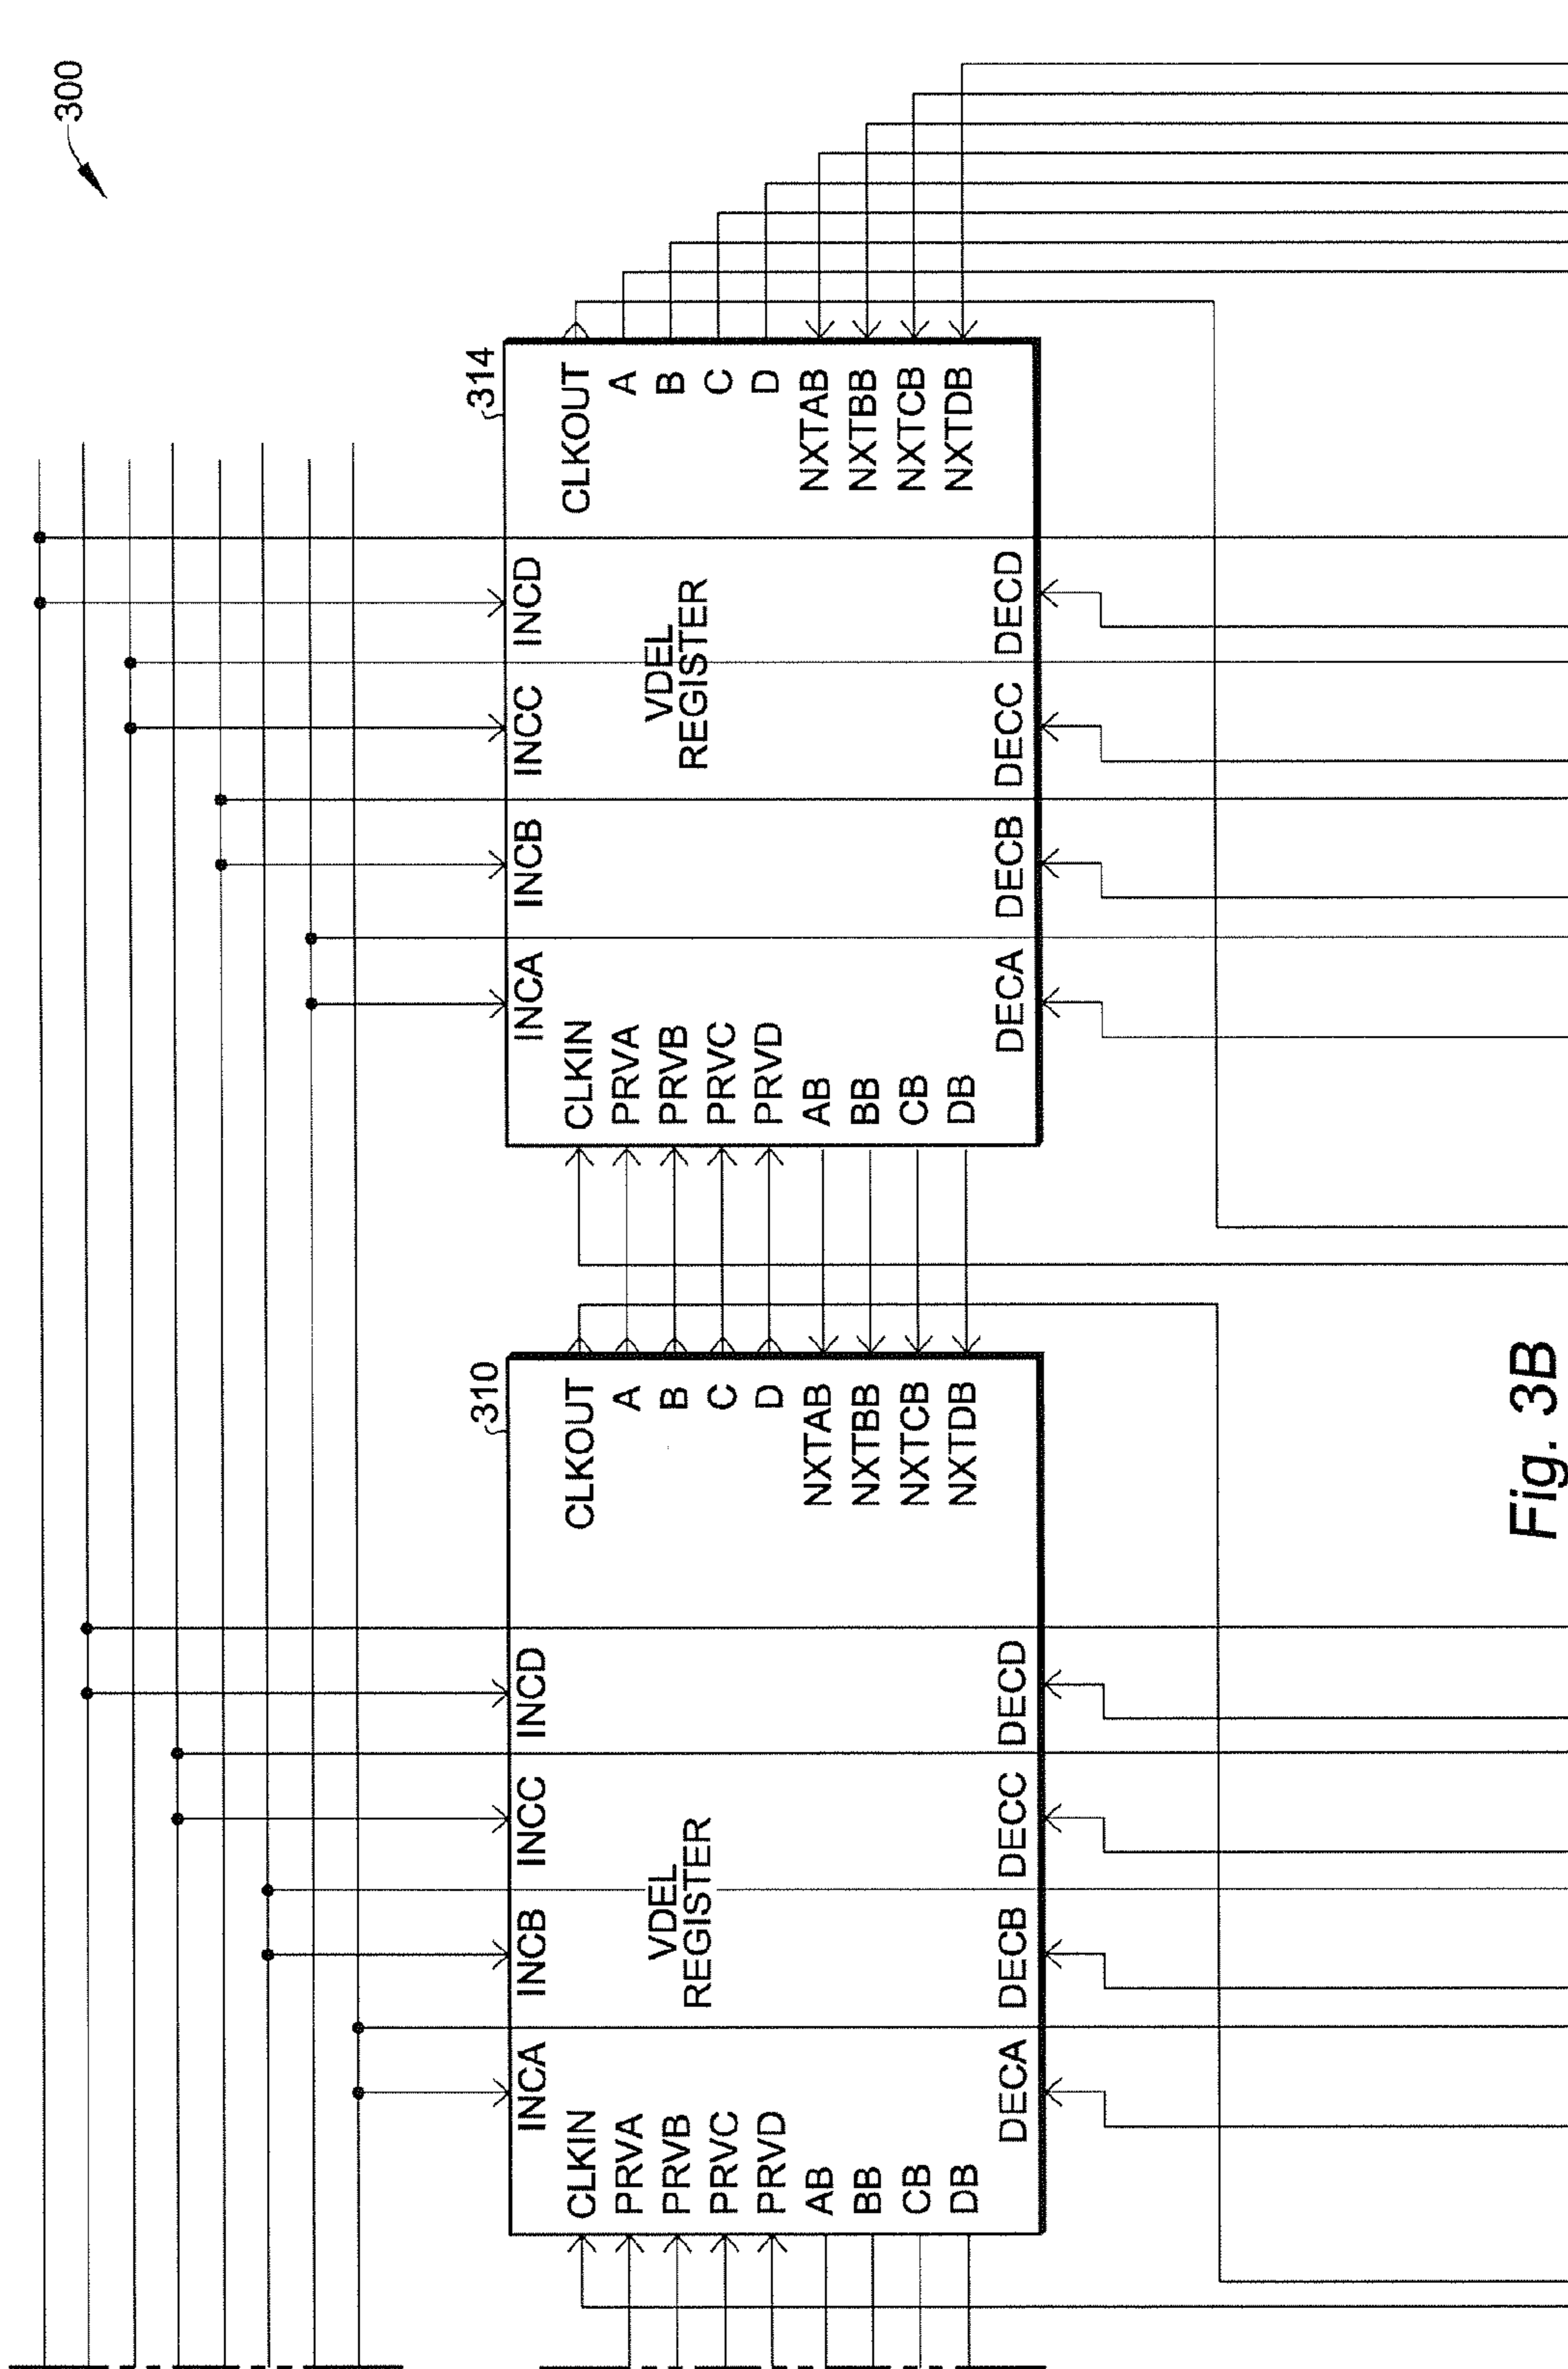 300
310
INCA
INCB
INCC
INCD
CLKIN
PRVA
PRVB
PRVC
PRVD
AB
BB
CB
DB
VDEL
REGISTER
CLKOUT
A
B
C
D
NXTAB
NXTBB
NXTCB
NXTDB
DECA
DECB
DECC
DECD
314
INCA
INCB
INCC
INCD
CLKIN
PRVA
PRVB
PRVC
PRVD
AB
BB
CB
DB
VDEL
REGISTER
CLKOUT
A
B
C
D
NXTAB
NXTBB
NXTCB
NXTDB
DECA
DECB
DECC
DECD
Fig. 3B